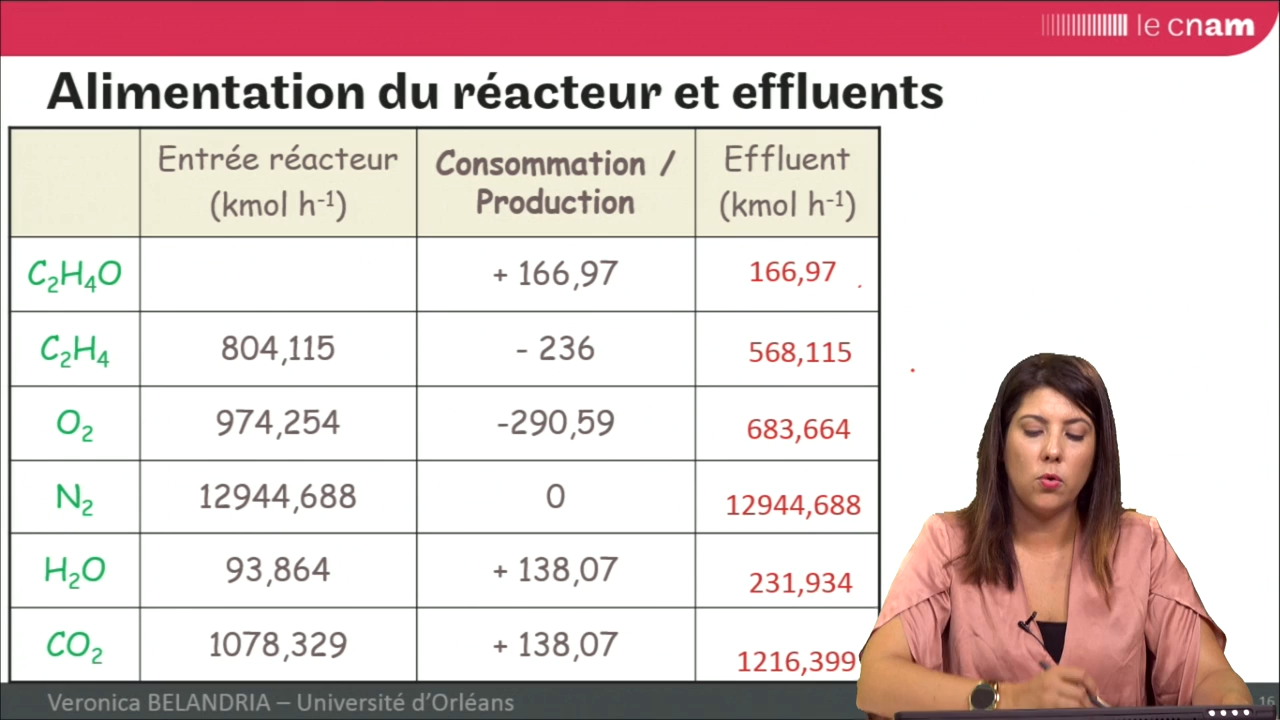 le cnam
Alimentation du réacteur et effluents
Entrée réacteur (kmol h⁻¹) Consommation / Production Effluent (kmol h⁻¹)
C₂H₄O + 166,97 166,97
C₂H₄ 804,115 - 236 568,115
O₂ 974,254 -290,59 683,664
N₂ 12944,688 0 12944,688
H₂O 93,864 + 138,07 231,934
CO₂ 1078,329 + 138,07 1216,399
Veronica BELANDRIA – Université d'Orléans
16